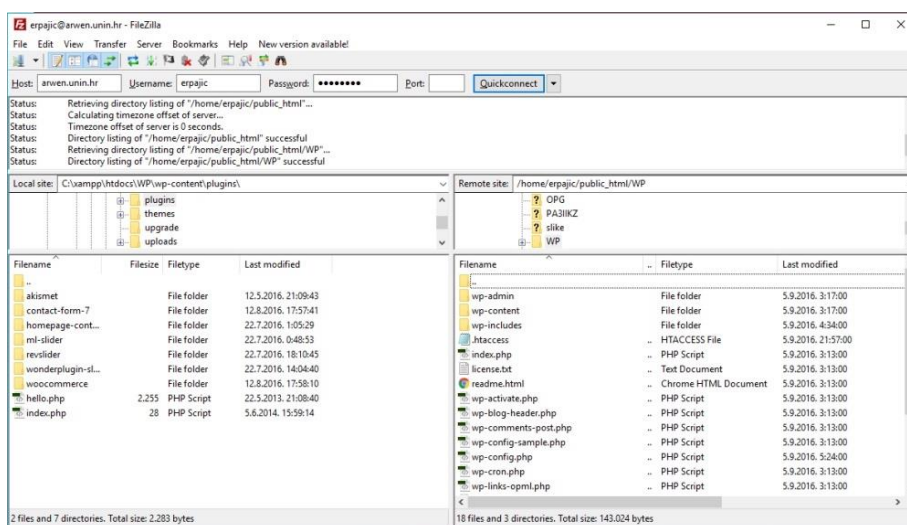 erpajic@arwen.unin.hr - FileZilla
File Edit View Transfer Server Bookmarks Help New version available!
Host: arwen.unin.hr Username: erpajic Password: ●●●●●●●● Port: Quickconnect
Status: Retrieving directory listing of "/home/erpajic/public_html"...
Status: Calculating timezone offset of server...
Status: Timezone offset of server is 0 seconds.
Status: Directory listing of "/home/erpajic/public_html" successful
Status: Retrieving directory listing of "/home/erpajic/public_html/WP"...
Status: Directory listing of "/home/erpajic/public_html/WP" successful
Local site: C:\xampp\htdocs\WP\wp-content\plugins\
plugins
themes
upgrade
uploads
Filename Filesize Filetype Last modified
..
akismet File folder 12.5.2016. 21:09:43
contact-form-7 File folder 12.8.2016. 17:57:41
homepage-cont... File folder 22.7.2016. 1:05:29
ml-slider File folder 22.7.2016. 0:48:53
revslider File folder 22.7.2016. 18:10:45
wonderplugin-sl... File folder 22.7.2016. 14:04:40
woocommerce File folder 12.8.2016. 17:58:10
hello.php 2.255 PHP Script 22.5.2013. 21:08:40
index.php 28 PHP Script 5.6.2014. 15:59:14
2 files and 7 directories. Total size: 2.283 bytes
Remote site: /home/erpajic/public_html/WP
? OPG
? PA3IIKZ
? slike
WP
Filename .. Filetype Last modified
..
wp-admin File folder 5.9.2016. 3:17:00
wp-content File folder 5.9.2016. 3:17:00
wp-includes File folder 5.9.2016. 4:34:00
.htaccess .. HTACCESS File 5.9.2016. 21:57:00
index.php .. PHP Script 5.9.2016. 3:13:00
license.txt .. Text Document 5.9.2016. 3:13:00
readme.html .. Chrome HTML Document 5.9.2016. 3:13:00
wp-activate.php .. PHP Script 5.9.2016. 3:13:00
wp-blog-header.php .. PHP Script 5.9.2016. 3:13:00
wp-comments-post.php .. PHP Script 5.9.2016. 3:13:00
wp-config-sample.php .. PHP Script 5.9.2016. 3:13:00
wp-config.php .. PHP Script 5.9.2016. 5:24:00
wp-cron.php .. PHP Script 5.9.2016. 3:13:00
wp-links-opml.php .. PHP Script 5.9.2016. 3:13:00
18 files and 3 directories. Total size: 143.024 bytes